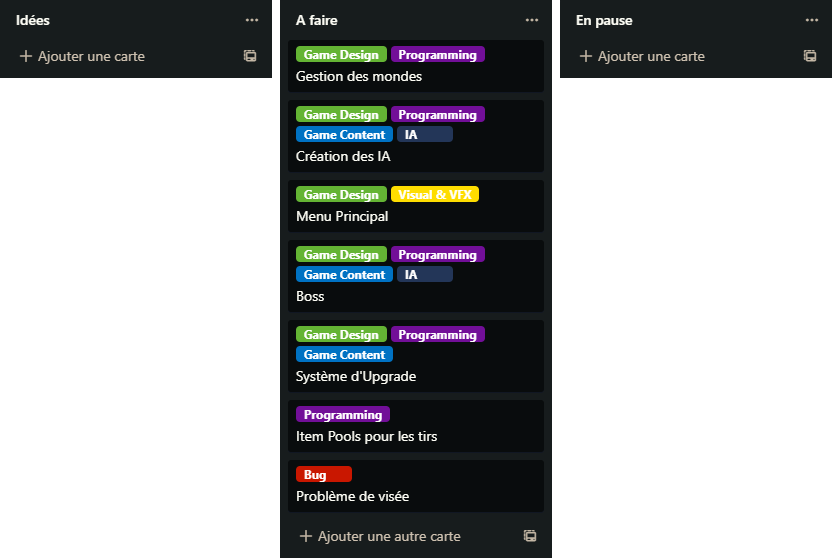 Idées
Ajouter une carte
A faire
Game Design Programming
Gestion des mondes
Game Design Programming
Game Content IA
Création des IA
Game Design Visual & VFX
Menu Principal
Game Design Programming
Game Content IA
Boss
Game Design Programming
Game Content
Système d'Upgrade
Programming
Item Pools pour les tirs
Bug
Problème de visée
Ajouter une autre carte
En pause
Ajouter une carte